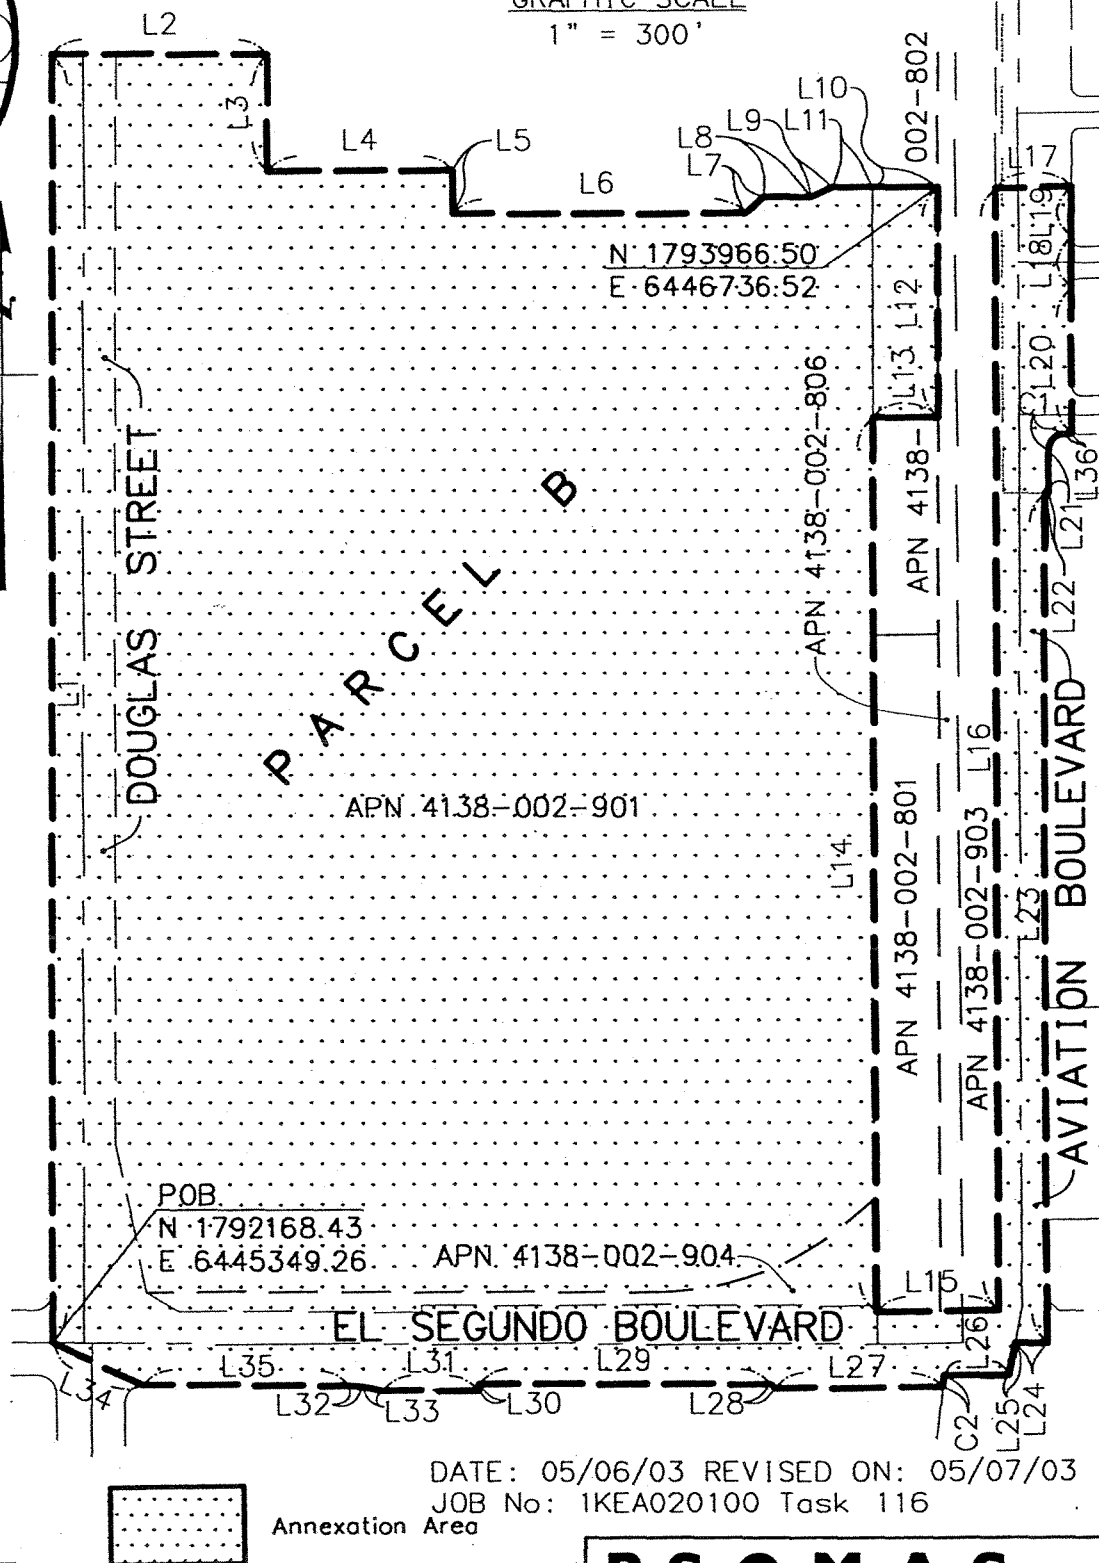 GRAPHIC SCALE
1" = 300'
L2
L3
L4
L5
L6
L7
L8
L9
L10
L11
002-802
L17
L19
L18
N 1793966.50
E 6446736.52
L12
L13
L20
L36
L21
L22
APN 4138-002-806
APN 4138-
DOUGLAS STREET
L1
PARCEL B
APN 4138-002-901
L14
APN 4138-002-801
L16
APN 4138-002-903
L23
AVIATION BOULEVARD
POB
N 1792168.43
E 6445349.26
APN 4138-002-904
L15
EL SEGUNDO BOULEVARD
L26
L34
L35
L31
L29
L27
L32
L33
L30
L28
C2
L25
L24
DATE: 05/06/03 REVISED ON: 05/07/03
JOB No: 1KEA020100 Task 116
Annexation Area
PSOMAS